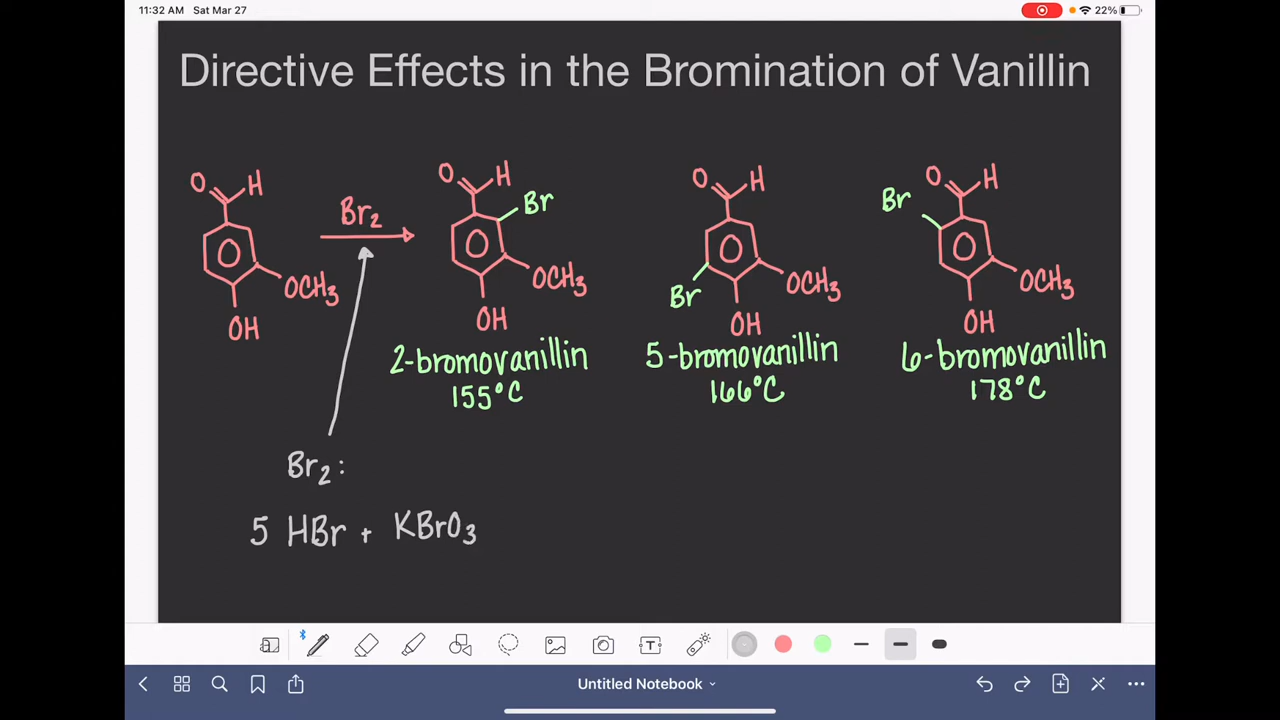 11:32 AM Sat Mar 27
22%
Directive Effects in the Bromination of Vanillin
O H
OCH3
OH
Br2
O H
Br
OCH3
OH
2-bromovanillin
155°C
O H
Br
OCH3
OH
5-bromovanillin
166°C
O H
Br
OCH3
OH
6-bromovanillin
178°C
Br2:
5 HBr + KBrO3
T
Untitled Notebook